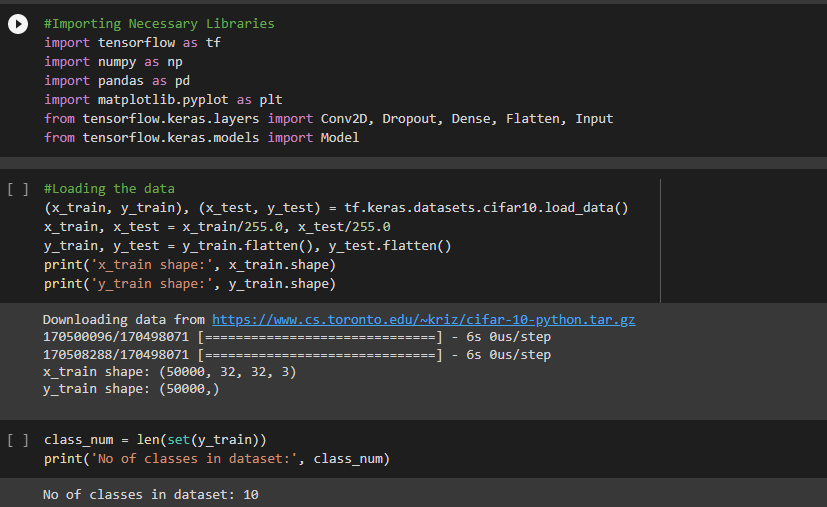 #Importing Necessary Libraries
import tensorflow as tf
import numpy as np
import pandas as pd
import matplotlib.pyplot as plt
from tensorflow.keras.layers import Conv2D, Dropout, Dense, Flatten, Input
from tensorflow.keras.models import Model
[ ] #Loading the data
(x_train, y_train), (x_test, y_test) = tf.keras.datasets.cifar10.load_data()
x_train, x_test = x_train/255.0, x_test/255.0
y_train, y_test = y_train.flatten(), y_test.flatten()
print('x_train shape:', x_train.shape)
print('y_train shape:', y_train.shape)
Downloading data from https://www.cs.toronto.edu/~kriz/cifar-10-python.tar.gz
170500096/170498071 [==============================] - 6s 0us/step
170508288/170498071 [==============================] - 6s 0us/step
x_train shape: (50000, 32, 32, 3)
y_train shape: (50000,)
[ ] class_num = len(set(y_train))
print('No of classes in dataset:', class_num)
No of classes in dataset: 10